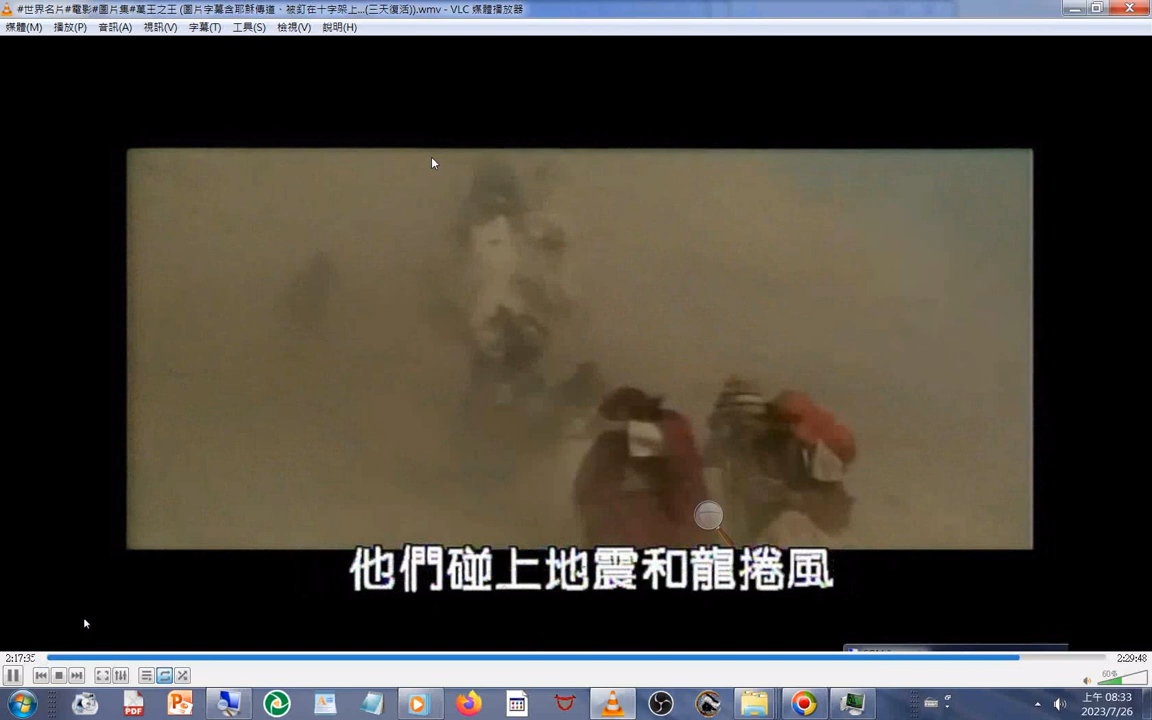 #世界名片#電影#圖片集#萬王之王 (圖片字幕含耶穌傳道、被釘在十字架上...(三天復活)).wmv - VLC 媒體播放器
媒體(M) 播放(P) 音訊(A) 視訊(V) 字幕(T) 工具(S) 檢視(V) 說明(H)
他們碰上地震和龍捲風
2:17:35
2:29:48
60%
PDF
上午 08:33
2023/7/26